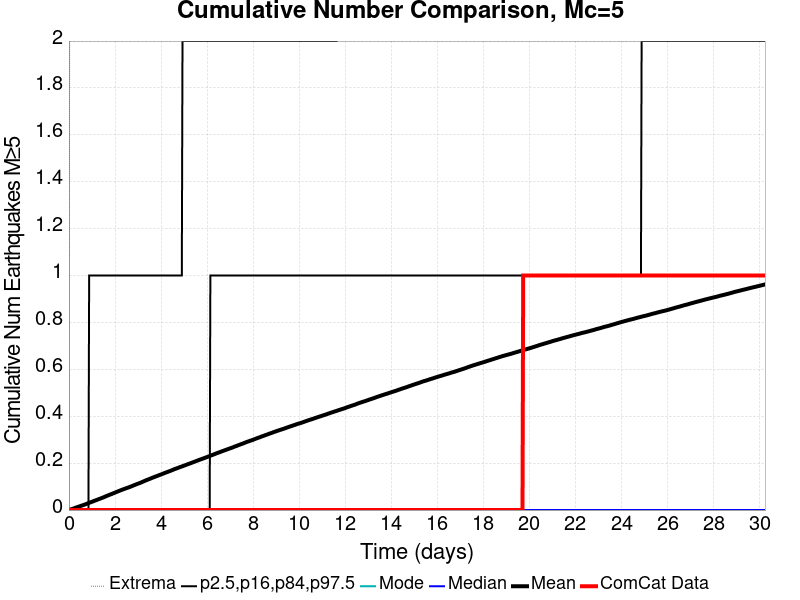 Cumulative Number Comparison, Mc=5
Cumulative Num Earthquakes M≥5
2
1.8
1.6
1.4
1.2
1
0.8
0.6
0.4
0.2
0
0 2 4 6 8 10 12 14 16 18 20 22 24 26 28 30
Time (days)
Extrema p2.5,p16,p84,p97.5 Mode Median Mean ComCat Data